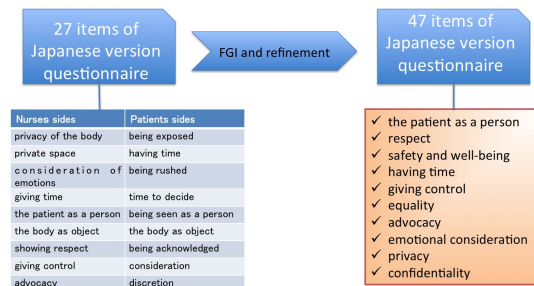 27 items of
Japanese version
questionnaire
FGI and refinement
47 items of
Japanese version
questionnaire
Nurses sides Patients sides
privacy of the body being exposed
private space having time
consideration of being rushed
emotions
giving time time to decide
the patient as a person being seen as a person
the body as object the body as object
showing respect being acknowledged
giving control consideration
advocacy discretion
✓ the patient as a person
✓ respect
✓ safety and well-being
✓ having time
✓ giving control
✓ equality
✓ advocacy
✓ emotional consideration
✓ privacy
✓ confidentiality